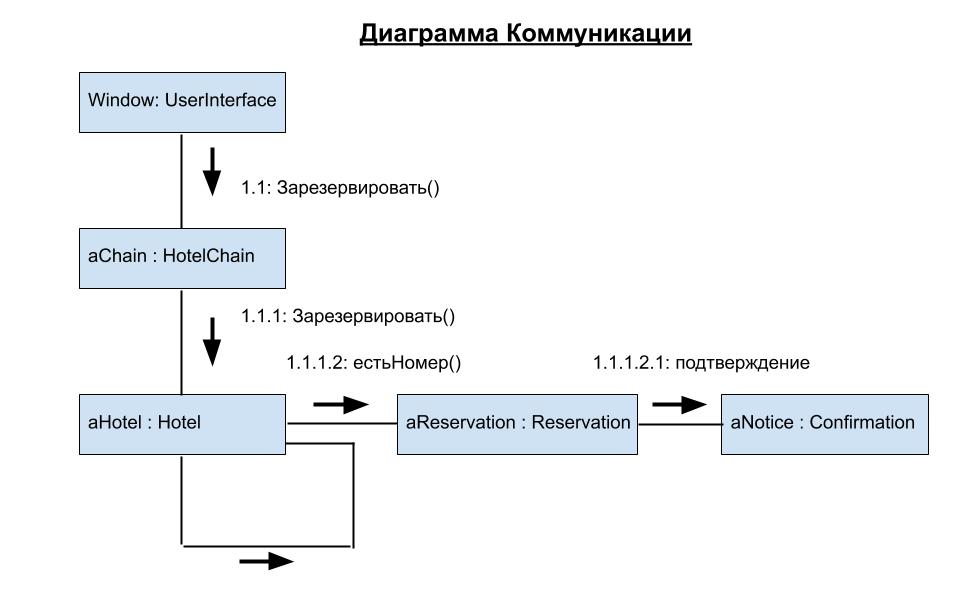 Диаграмма Коммуникации
Window: UserInterface
1.1: Зарезервировать()
aChain : HotelChain
1.1.1: Зарезервировать()
1.1.1.2: естьНомер()
1.1.1.2.1: подтверждение
aHotel : Hotel
aReservation : Reservation
aNotice : Confirmation